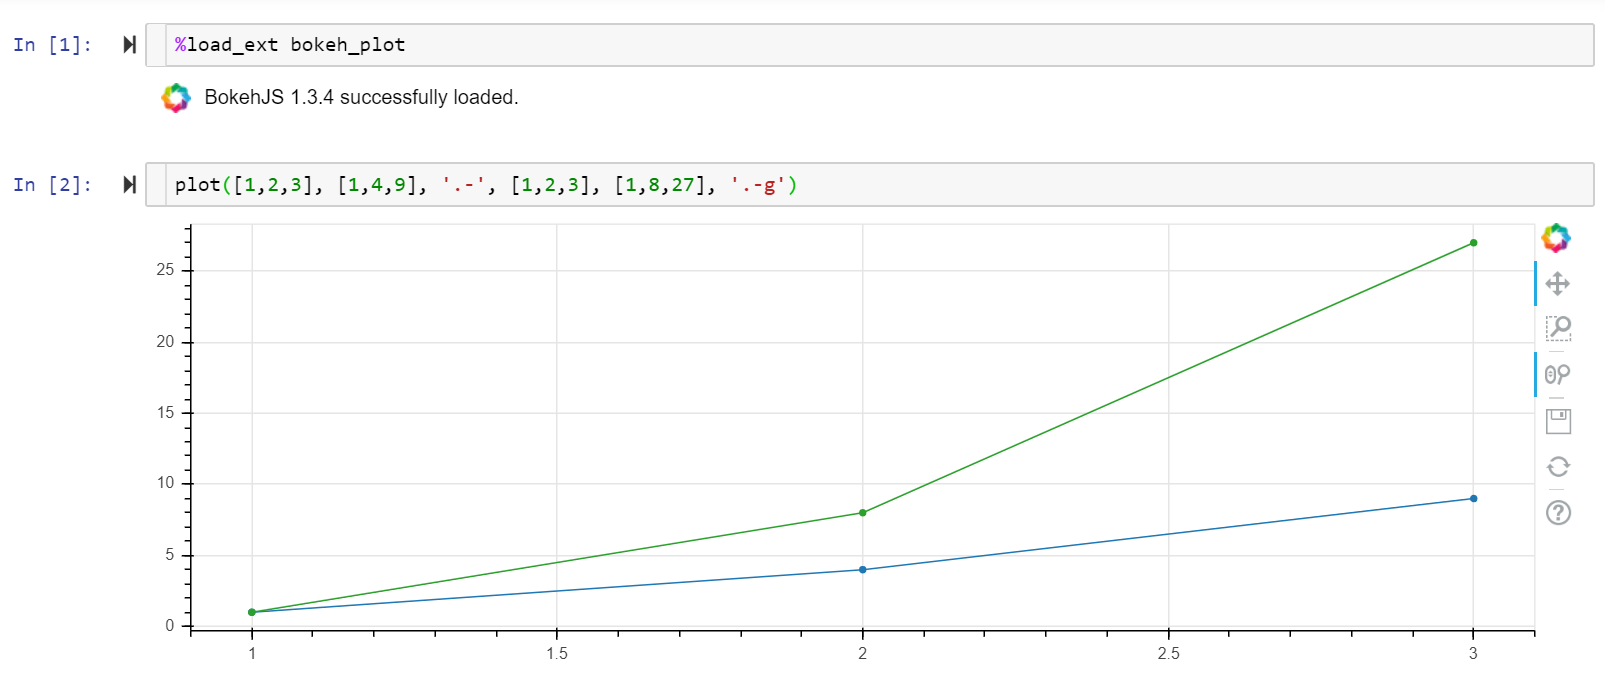 In [1]: %load_ext bokeh_plot
BokehJS 1.3.4 successfully loaded.
In [2]: plot([1,2,3], [1,4,9], '.-', [1,2,3], [1,8,27], '.-g')
25
20
15
10
5
0
1 1.5 2 2.5 3